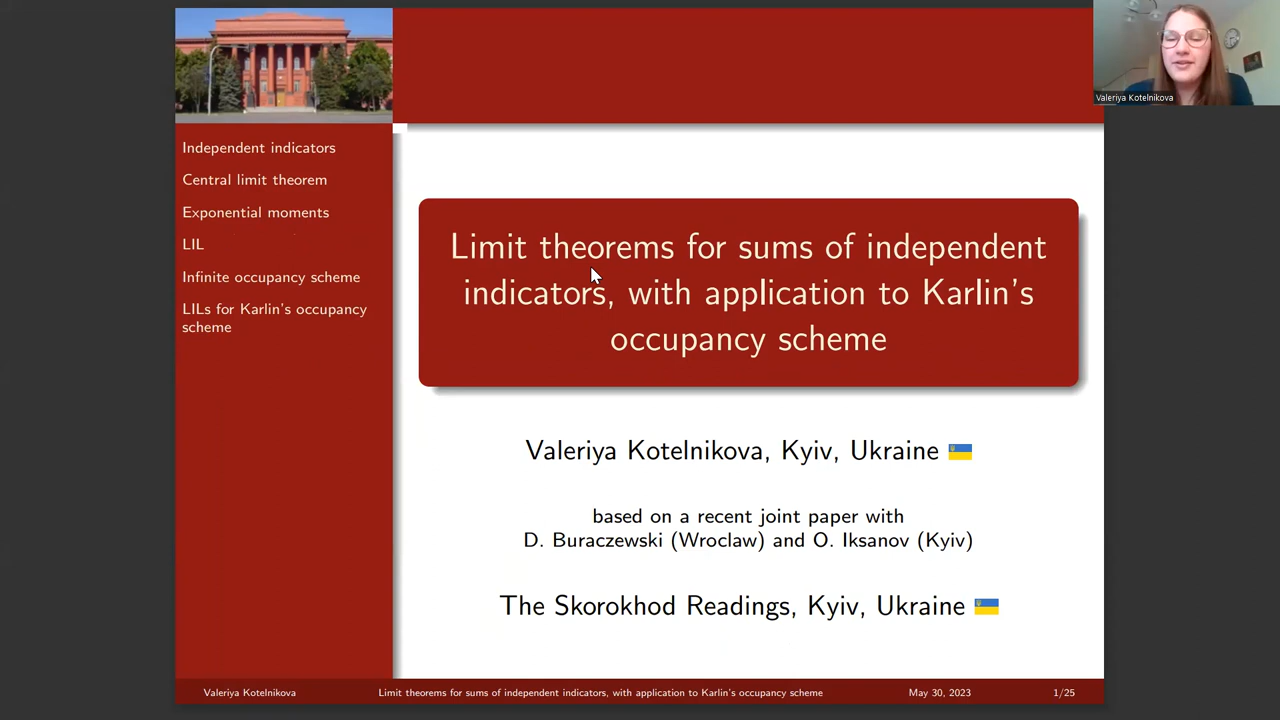 Valeriya Kotelnikova
Independent indicators
Central limit theorem
Exponential moments
LIL
Infinite occupancy scheme
LILs for Karlin's occupancy
scheme
Limit theorems for sums of independent
indicators, with application to Karlin's
occupancy scheme
Valeriya Kotelnikova, Kyiv, Ukraine
based on a recent joint paper with
D. Buraczewski (Wroclaw) and O. Iksanov (Kyiv)
The Skorokhod Readings, Kyiv, Ukraine
Valeriya Kotelnikova Limit theorems for sums of independent indicators, with application to Karlin's occupancy scheme May 30, 2023 1/25